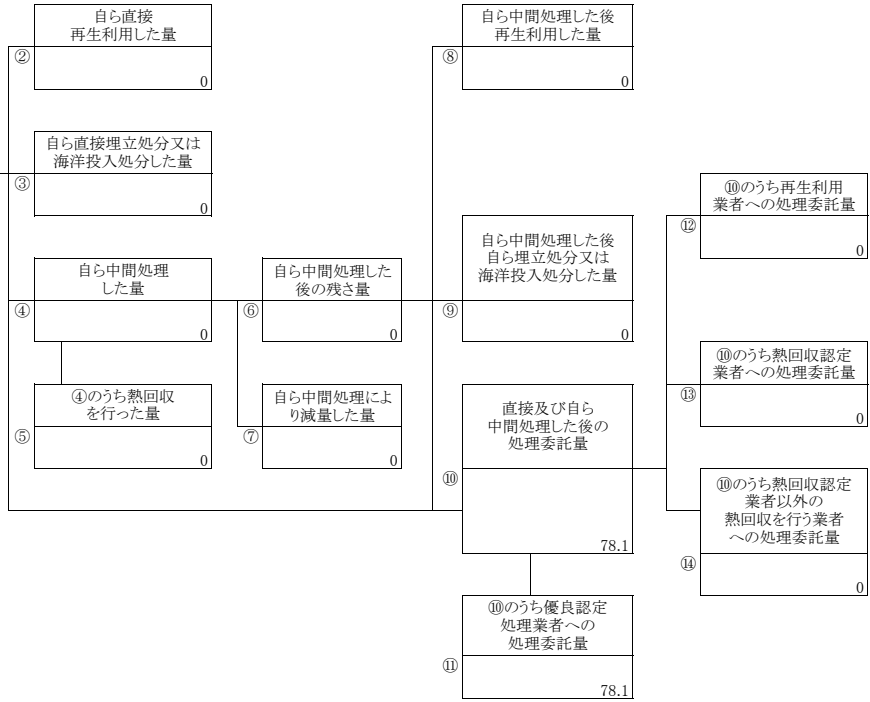 自ら直接
再生利用した量
②
0
自ら直接埋立処分又は
海洋投入処分した量
③
0
自ら中間処理
した量
④
0
④のうち熱回収
を行った量
⑤
0
自ら中間処理した
後の残さ量
⑥
0
自ら中間処理によ
り減量した量
⑦
0
自ら中間処理した後
再生利用した量
⑧
0
自ら中間処理した後
自ら埋立処分又は
海洋投入処分した量
⑨
0
直接及び自ら
中間処理した後の
処理委託量
⑩
78.1
⑩のうち優良認定
処理業者への
処理委託量
⑪
78.1
⑩のうち再生利用
業者への処理委託量
⑫
0
⑩のうち熱回収認定
業者への処理委託量
⑬
0
⑩のうち熱回収認定
業者以外の
熱回収を行う業者
への処理委託量
⑭
0